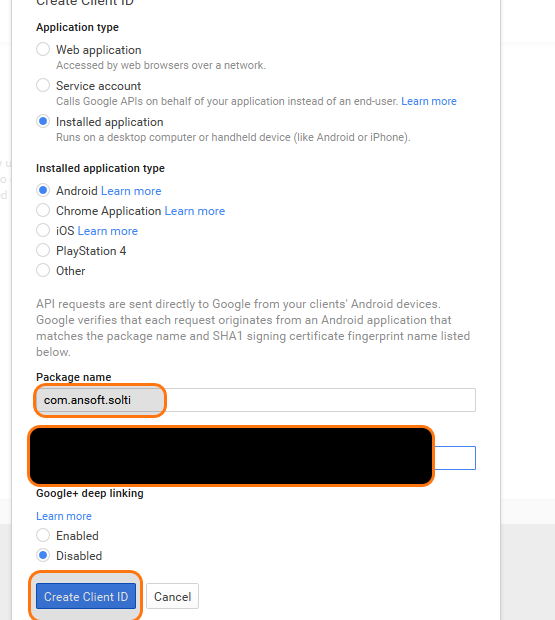 Create Client ID
Application type
Web application
Accessed by web browsers over a network.
Service account
Calls Google APIs on behalf of your application instead of an end-user. Learn more
Installed application
Runs on a desktop computer or handheld device (like Android or iPhone).
Installed application type
Android Learn more
Chrome Application Learn more
iOS Learn more
PlayStation 4
Other
API requests are sent directly to Google from your clients' Android devices.
Google verifies that each request originates from an Android application that
matches the package name and SHA1 signing certificate fingerprint name listed
below.
Package name
com.ansoft.solti
Google+ deep linking
Learn more
Enabled
Disabled
Create Client ID Cancel